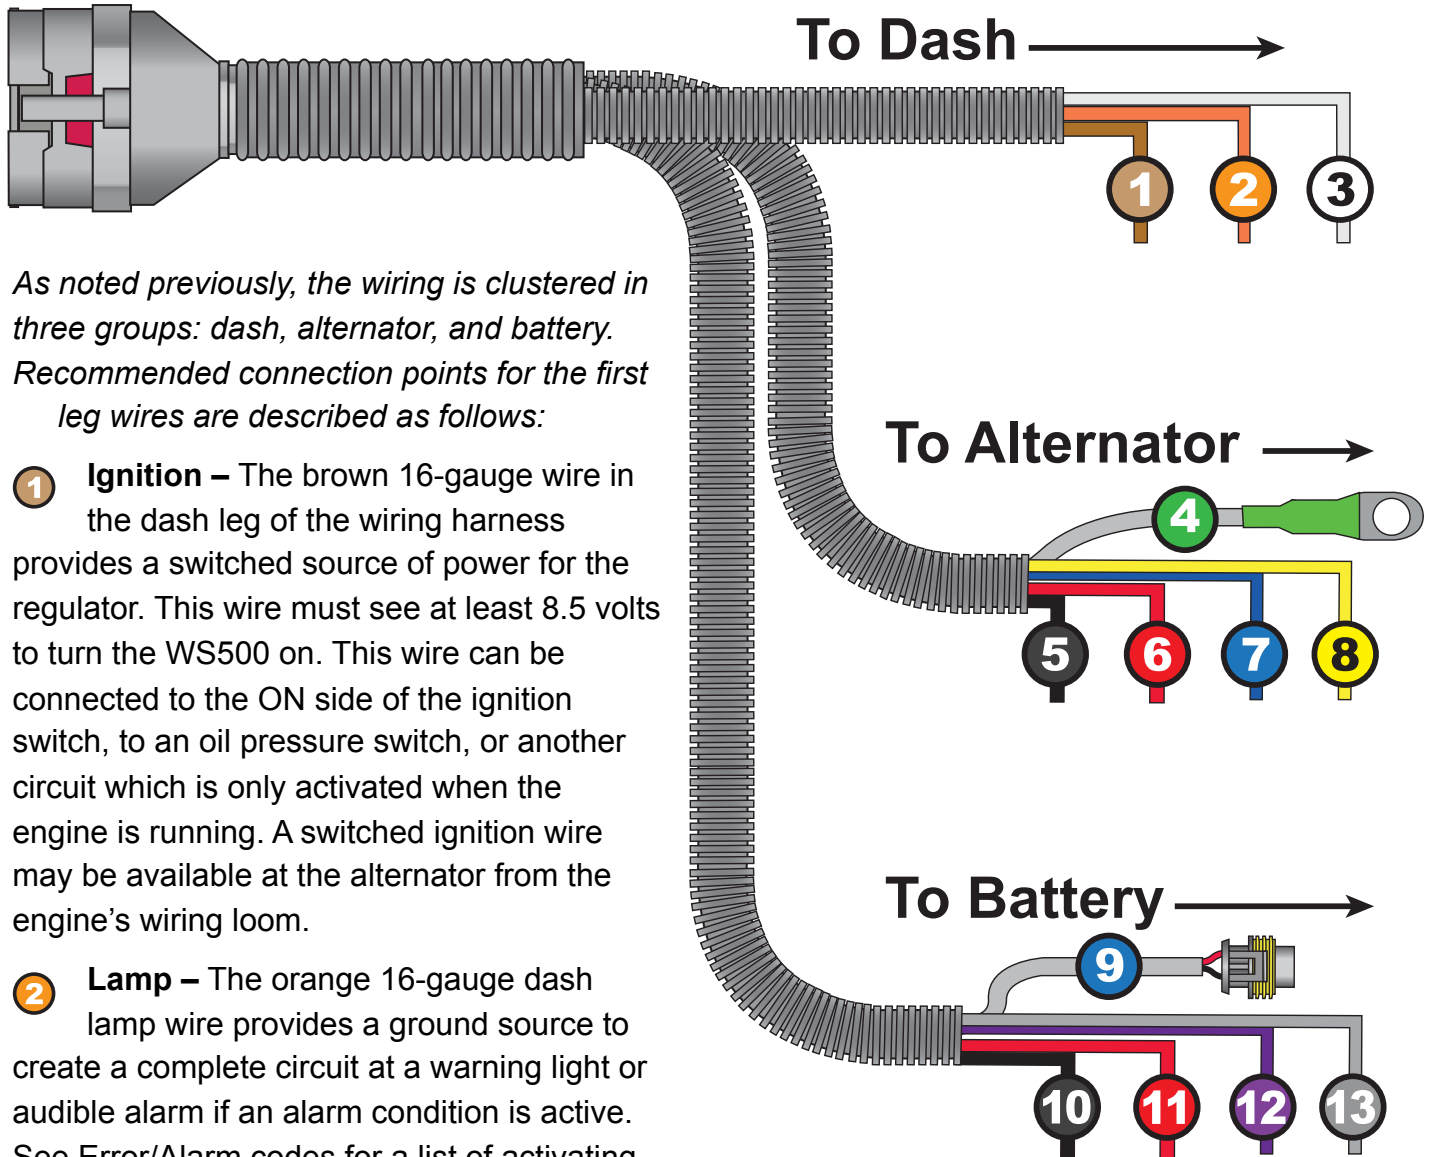 To Dash
1
2
3
As noted previously, the wiring is clustered in
three groups: dash, alternator, and battery.
Recommended connection points for the first
leg wires are described as follows:
1 Ignition – The brown 16-gauge wire in
the dash leg of the wiring harness
provides a switched source of power for the
regulator. This wire must see at least 8.5 volts
to turn the WS500 on. This wire can be
connected to the ON side of the ignition
switch, to an oil pressure switch, or another
circuit which is only activated when the
engine is running. A switched ignition wire
may be available at the alternator from the
engine’s wiring loom.
2 Lamp – The orange 16-gauge dash
lamp wire provides a ground source to
create a complete circuit at a warning light or
audible alarm if an alarm condition is active.
See Error/Alarm codes for a list of activating
To Alternator
4
5
6
7
8
To Battery
9
10
11
12
13